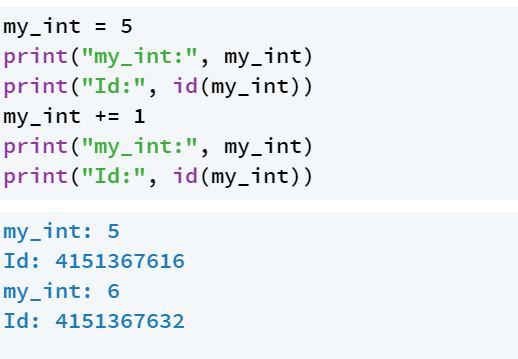 my_int = 5
print("my_int:", my_int)
print("Id:", id(my_int))
my_int += 1
print("my_int:", my_int)
print("Id:", id(my_int))
my_int: 5
Id: 4151367616
my_int: 6
Id: 4151367632